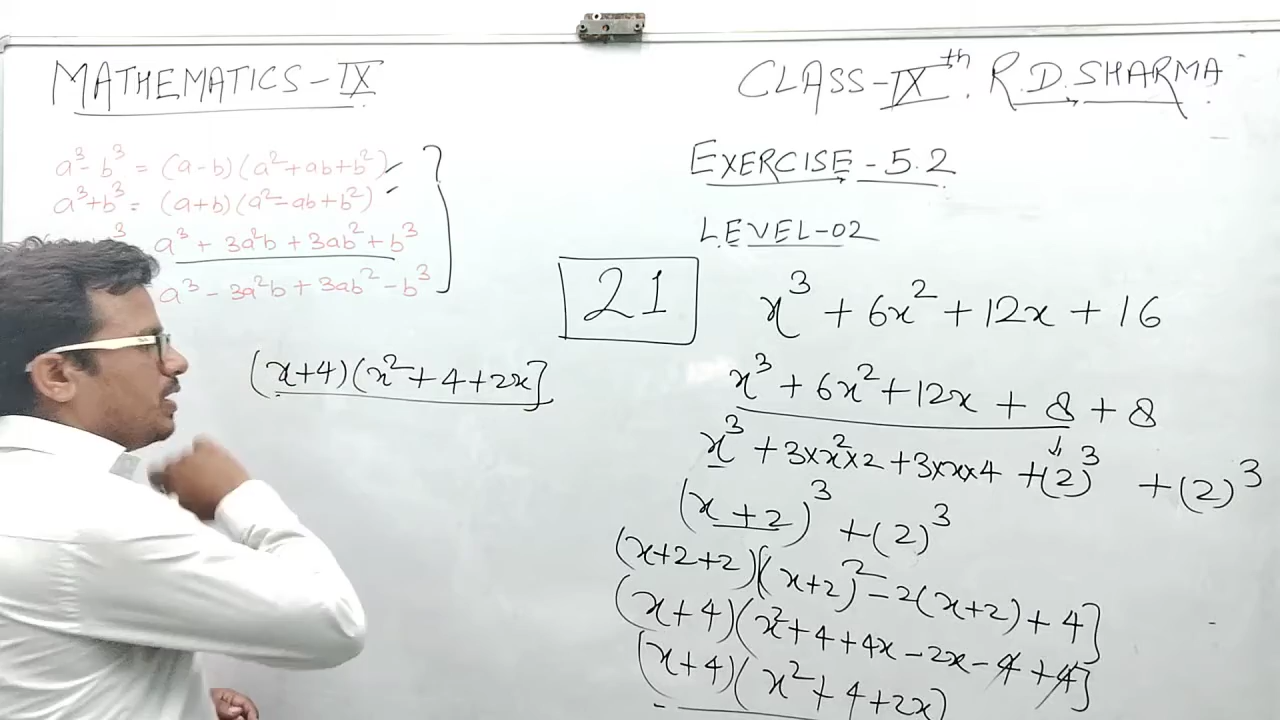 MATHEMATICS-IX
a³-b³ = (a-b)(a²+ab+b²)
a³+b³ = (a+b)(a²-ab+b²)
³ a³ + 3a²b + 3ab² + b³
a³ - 3a²b + 3ab² - b³
(x+4)(x²+4+2x]
CLASS-IXth. R.D.SHARMA
EXERCISE-5.2
LEVEL-02
21
x³ + 6x² + 12x + 16
x³ + 6x² + 12x + 8 + 8
x³ + 3×x²×2 + 3×x×4 + (2)³ + (2)³
(x+2)³ + (2)³
(x+2+2)[(x+2)² - 2(x+2) + 4]
(x+4)(x²+4+4x-2x-4+4]
(x+4)(x²+4+2x)